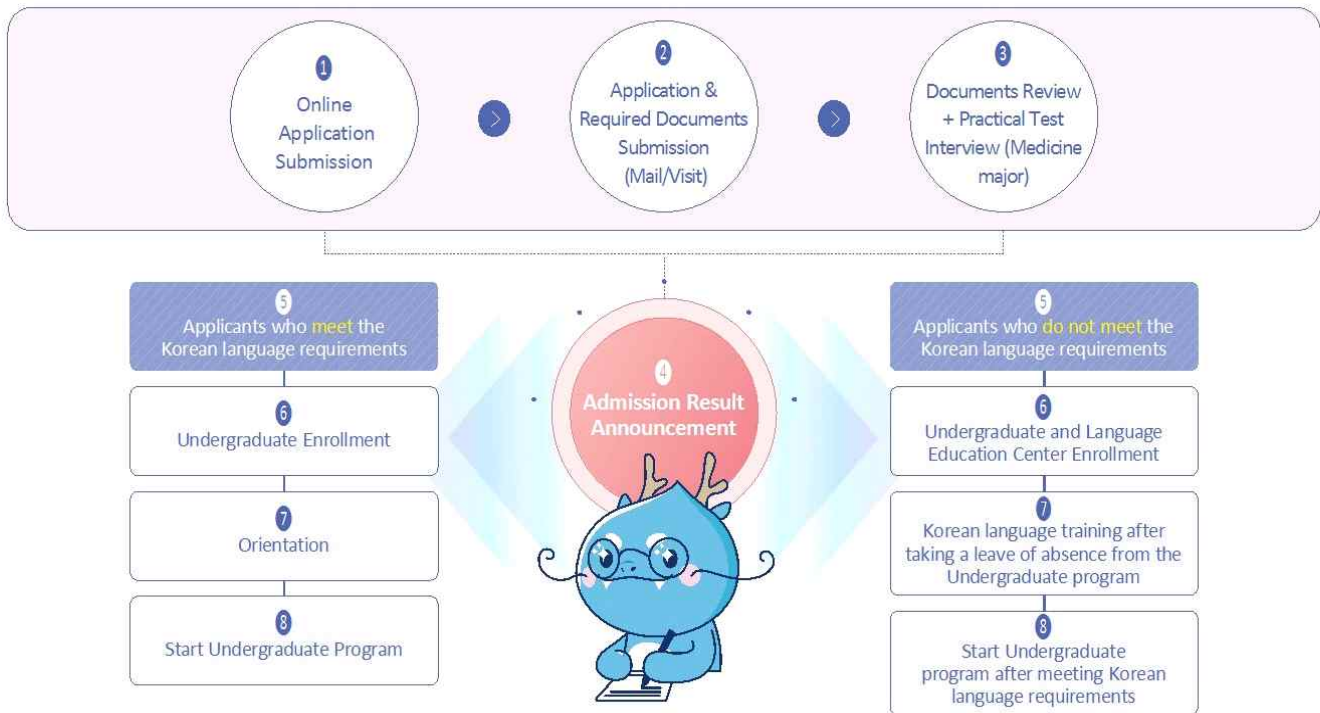 1
Online
Application
Submission
2
Application &
Required Documents
Submission
(Mail/Visit)
3
Documents Review
+ Practical Test
Interview (Medicine
major)
4
Admission Result
Announcement
5
Applicants who meet the
Korean language requirements
6
Undergraduate Enrollment
7
Orientation
8
Start Undergraduate Program
5
Applicants who do not meet the
Korean language requirements
6
Undergraduate and Language
Education Center Enrollment
7
Korean language training after
taking a leave of absence from the
Undergraduate program
8
Start Undergraduate
program after meeting Korean
language requirements